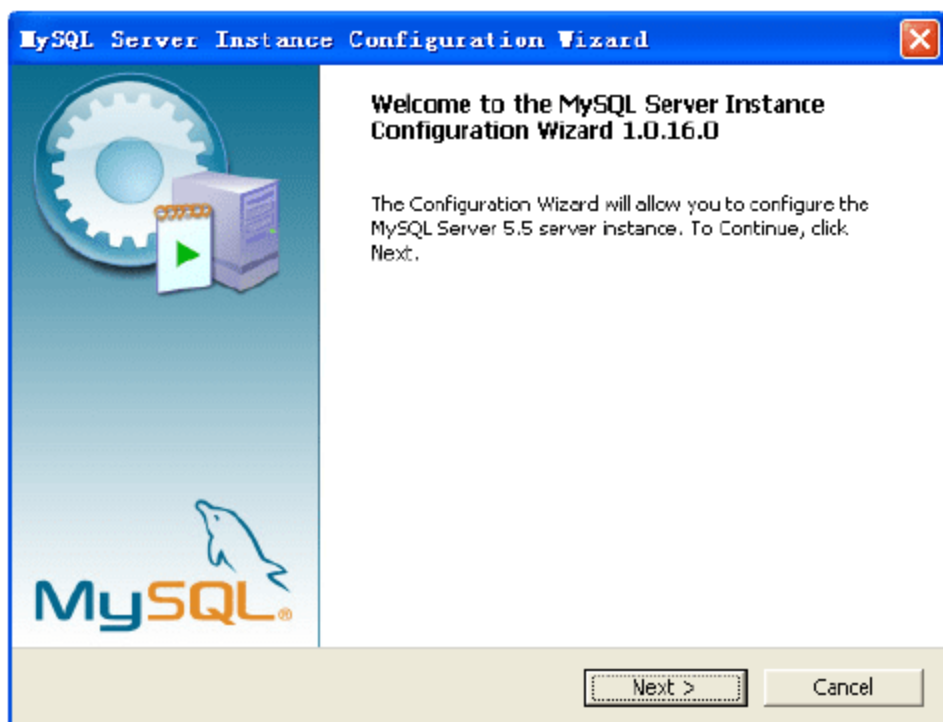 MySQL Server Instance Configuration Wizard
Welcome to the MySQL Server Instance
Configuration Wizard 1.0.16.0
The Configuration Wizard will allow you to configure the
MySQL Server 5.5 server instance. To Continue, click
Next.
MySQL®
Next >
Cancel